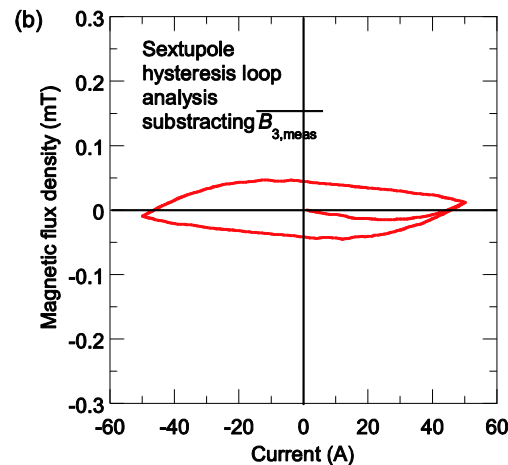 (b)
0.3
0.2
0.1
0
-0.1
-0.2
-0.3
Magnetic flux density (mT)
Sextupole
hysteresis loop
analysis
substracting B3,meas
-60 -40 -20 0 20 40 60
Current (A)